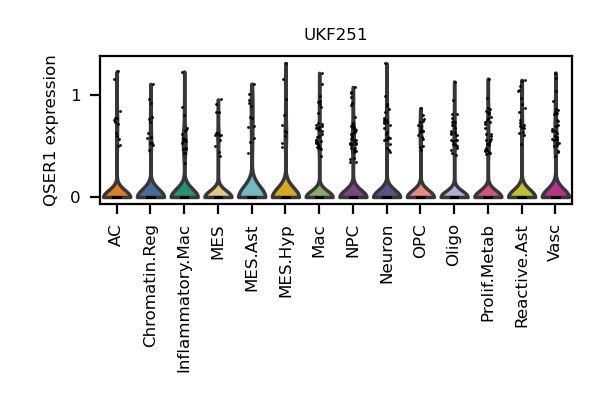 UKF251
QSER1 expression
1
0
AC
Chromatin.Reg
Inflammatory.Mac
MES
MES.Ast
MES.Hyp
Mac
NPC
Neuron
OPC
Oligo
Prolif.Metab
Reactive.Ast
Vasc